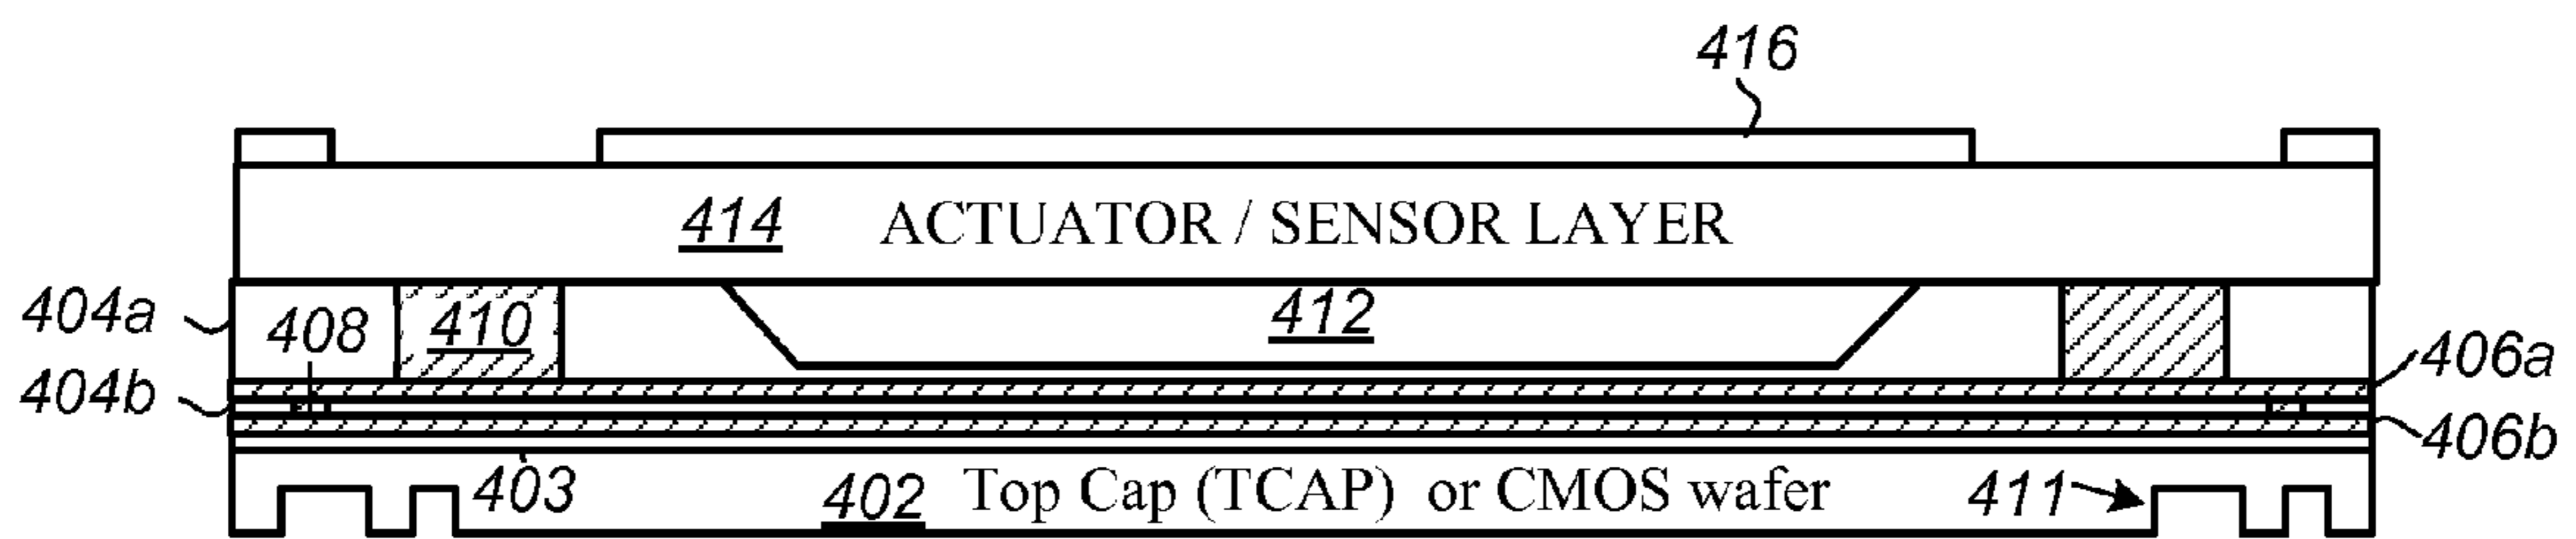 416
414 ACTUATOR / SENSOR LAYER
404a
408
410
412
406a
404b
406b
403
402 Top Cap (TCAP) or CMOS wafer
411